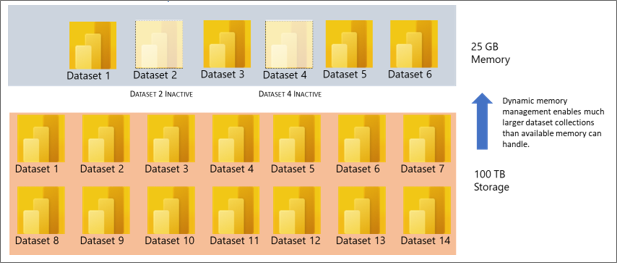 Dataset 1 Dataset 2 Dataset 3 Dataset 4 Dataset 5 Dataset 6
DATASET 2 INACTIVE DATASET 4 INACTIVE
25 GB
Memory
Dynamic memory
management enables much
larger dataset collections
than available memory can
handle.
Dataset 1 Dataset 2 Dataset 3 Dataset 4 Dataset 5 Dataset 6 Dataset 7
100 TB
Storage
Dataset 8 Dataset 9 Dataset 10 Dataset 11 Dataset 12 Dataset 13 Dataset 14